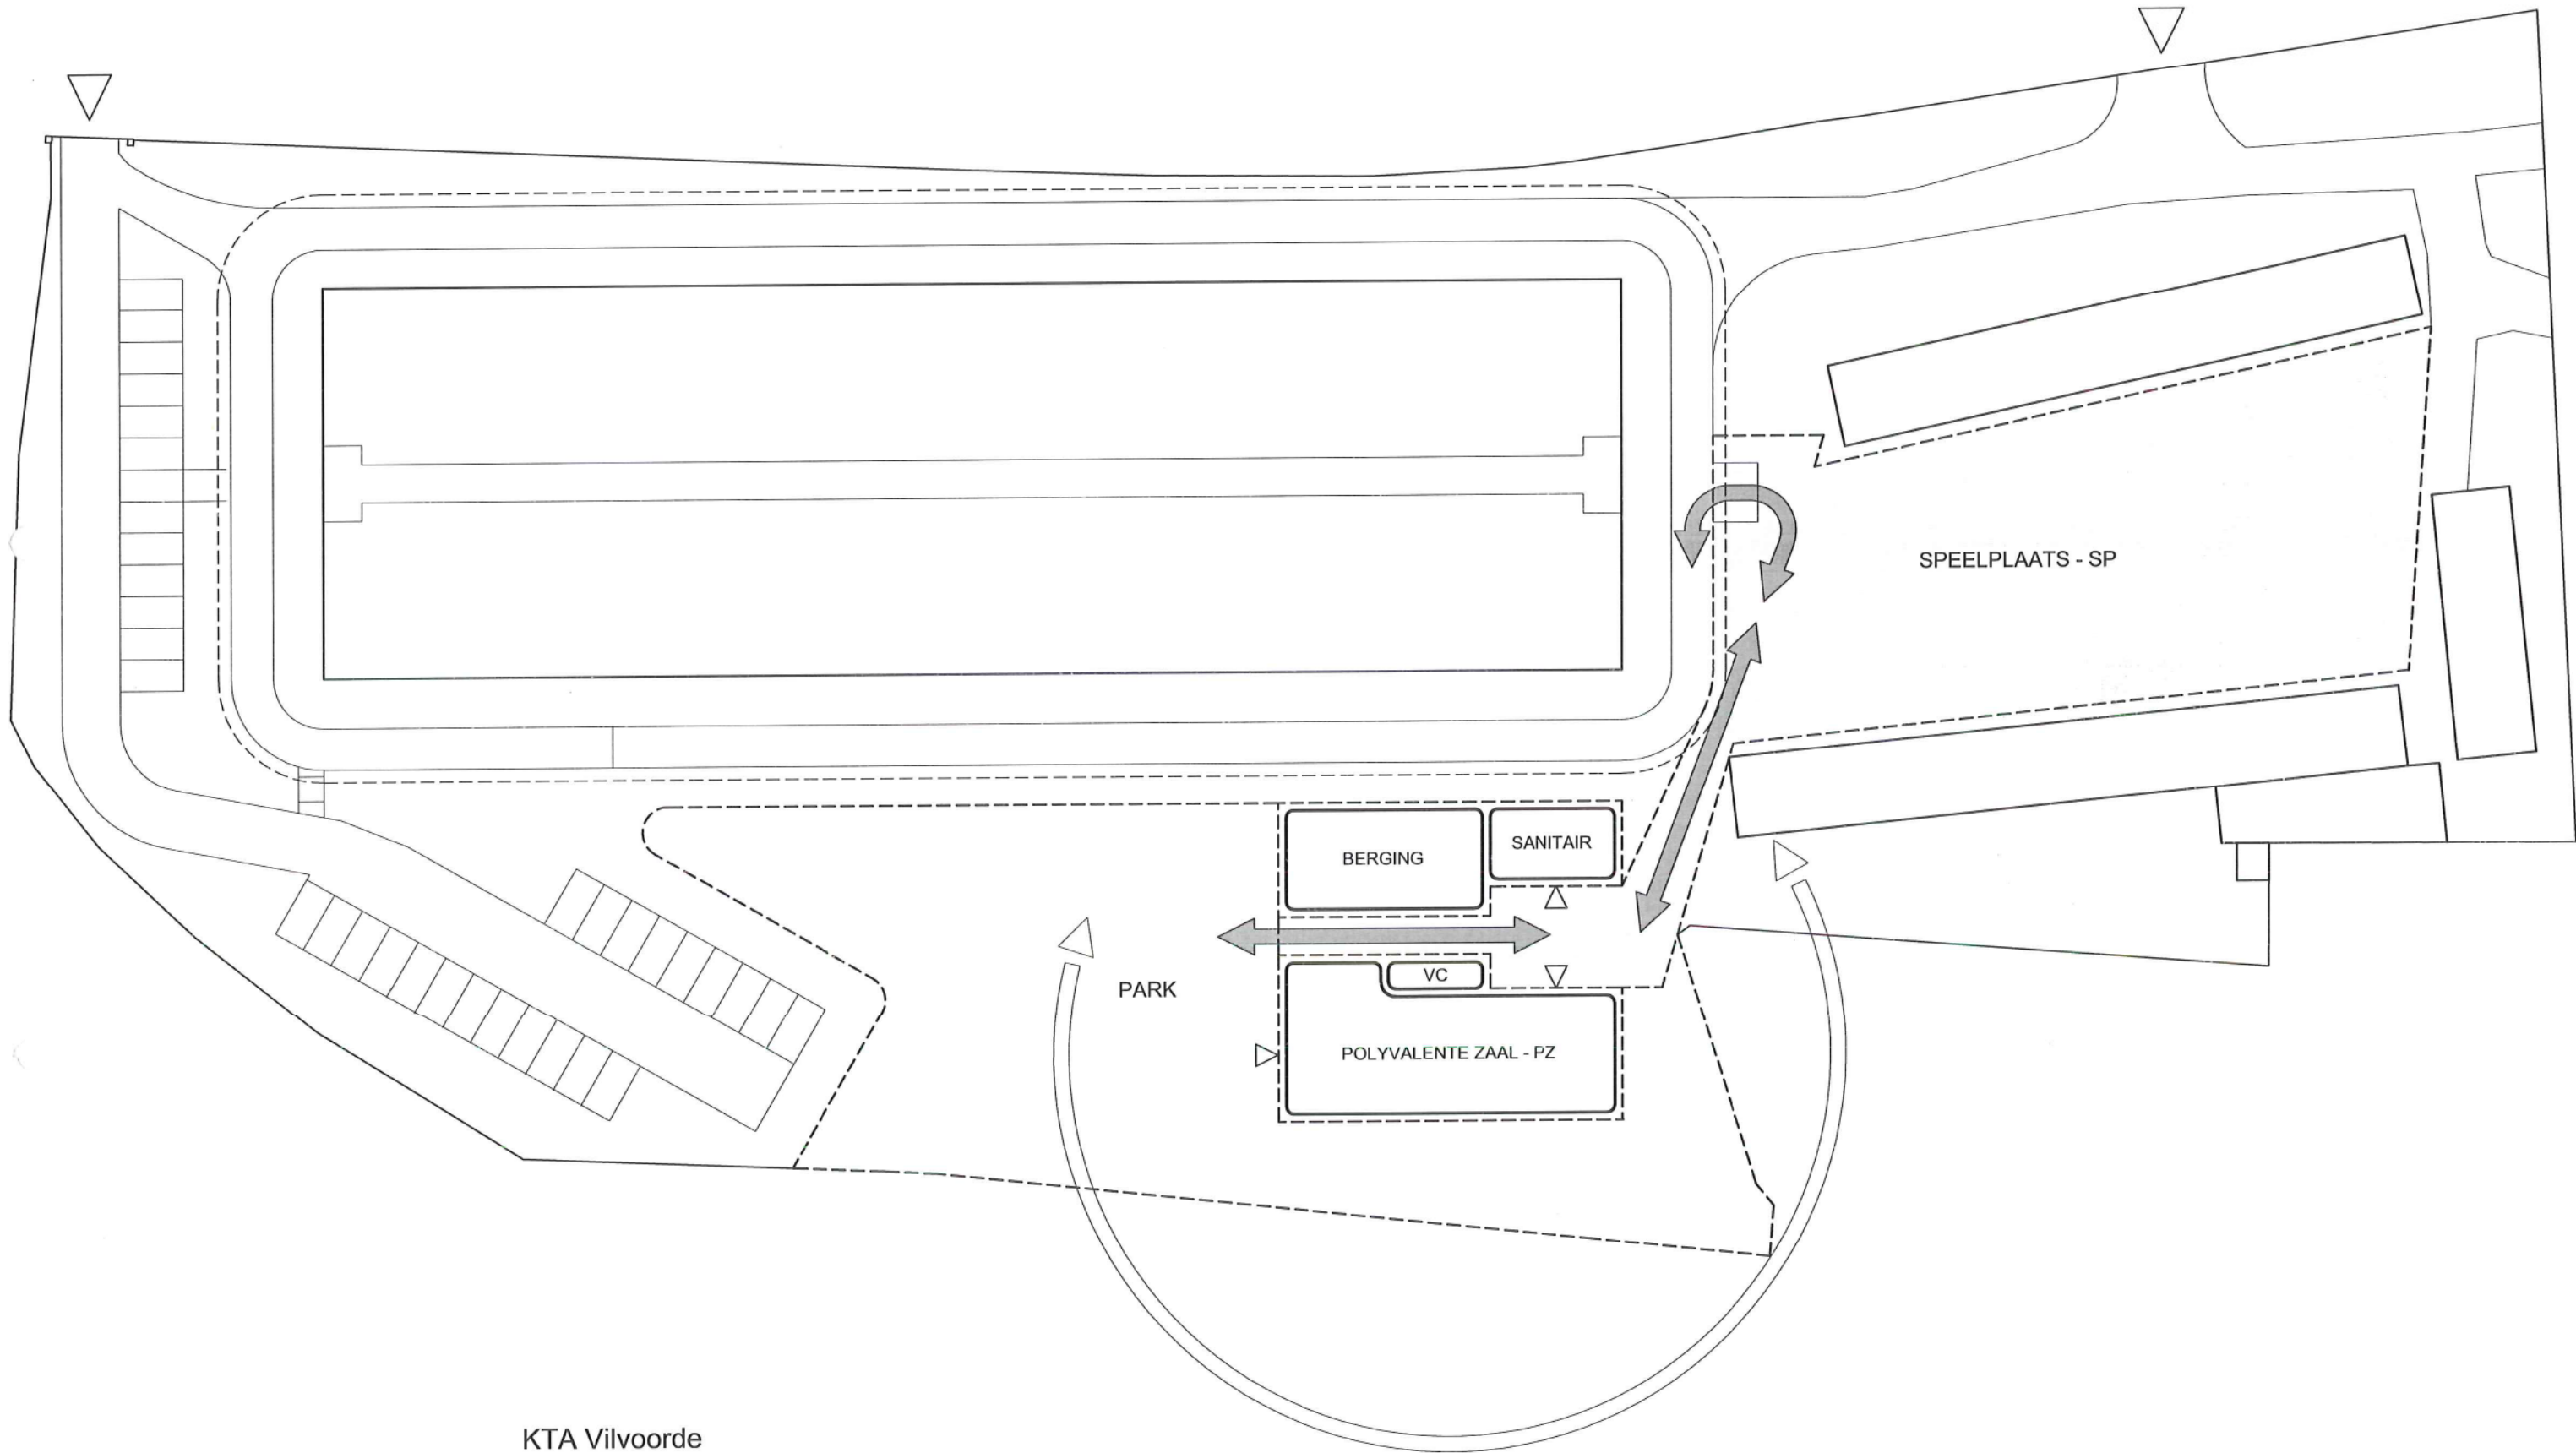 SPEELPLAATS - SP
BERGING
SANITAIR
VC
PARK
POLYVALENTE ZAAL - PZ
KTA Vilvoorde